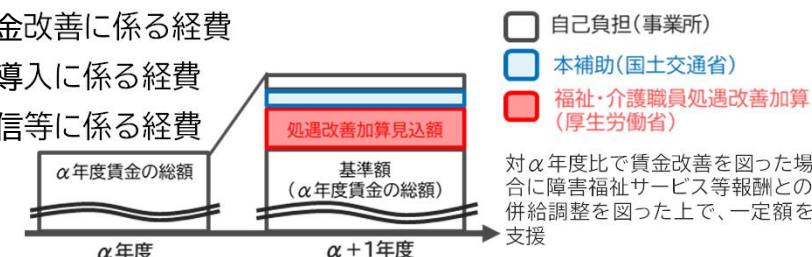 金改善に係る経費
導入に係る経費
信等に係る経費
自己負担(事業所)
本補助(国土交通省)
福祉・介護職員処遇改善加算
(厚生労働省)
処遇改善加算見込額
α年度賃金の総額
基準額
(α年度賃金の総額)
対α年度比で賃金改善を図った場
合に障害福祉サービス等報酬との
併給調整を図った上で、一定額を
支援
α年度
α+1年度